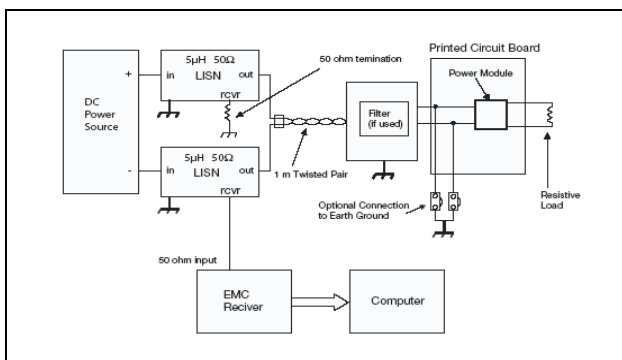 5µH 50Ω
LISN
in
out
rcvr
50 ohm temination
Printed Circuit Board
Power Module
DC
Power
Source
+
-
Filter
(if used)
5µH 50Ω
LISN
in
out
rcvr
1 m Twisted Pair
Optional Connection
to Earth Ground
Resistive
Load
50 ohm input
EMC
Reciver
Computer